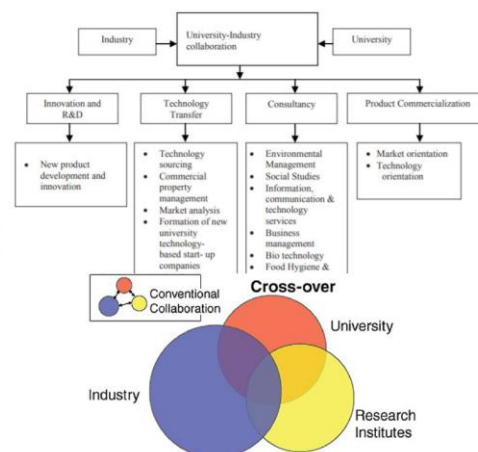 Industry
University-Industry
collaboration
University
Innovation and
R&D
Technology
Transfer
Consultancy
Product Commercialization
• New product
development and
innovation
• Technology
sourcing
• Commercial
property
management
• Market analysis
• Formation of new
university
technology-
based start- up
companies
• Environmental
Management
• Social Studies
• Information,
communication &
technology
services
• Business
management
• Bio technology
• Food Hygiene &
• Market orientation
• Technology
orientation
Conventional
Collaboration
Cross-over
University
Industry
Research
Institutes